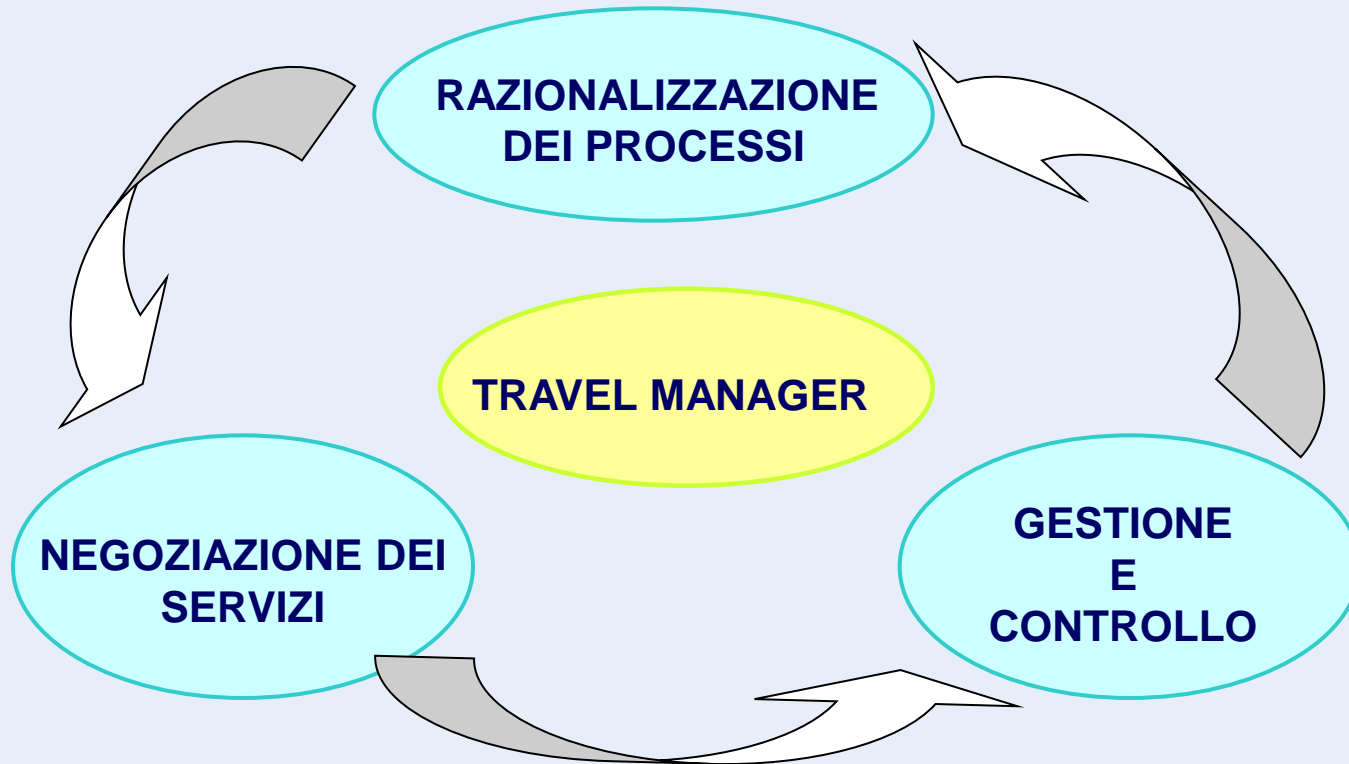 RAZIONALIZZAZIONE
DEI PROCESSI
TRAVEL MANAGER
NEGOZIAZIONE DEI
SERVIZI
GESTIONE
E
CONTROLLO